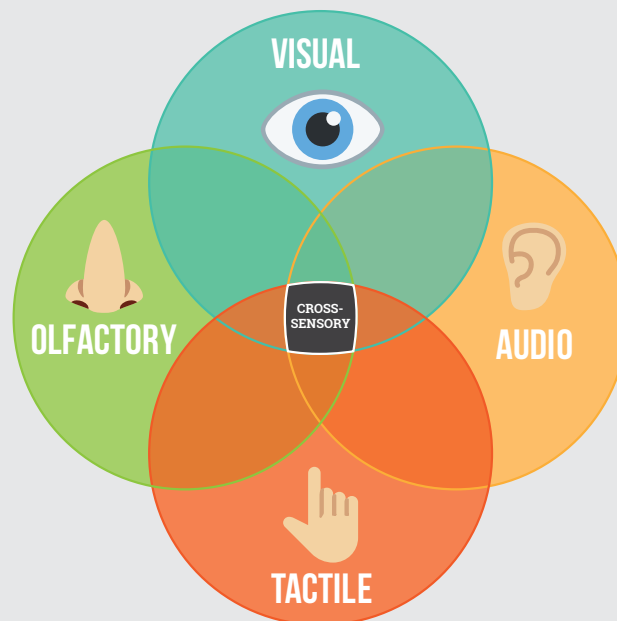 VISUAL
OLFACTORY
CROSS-
SENSORY
AUDIO
TACTILE